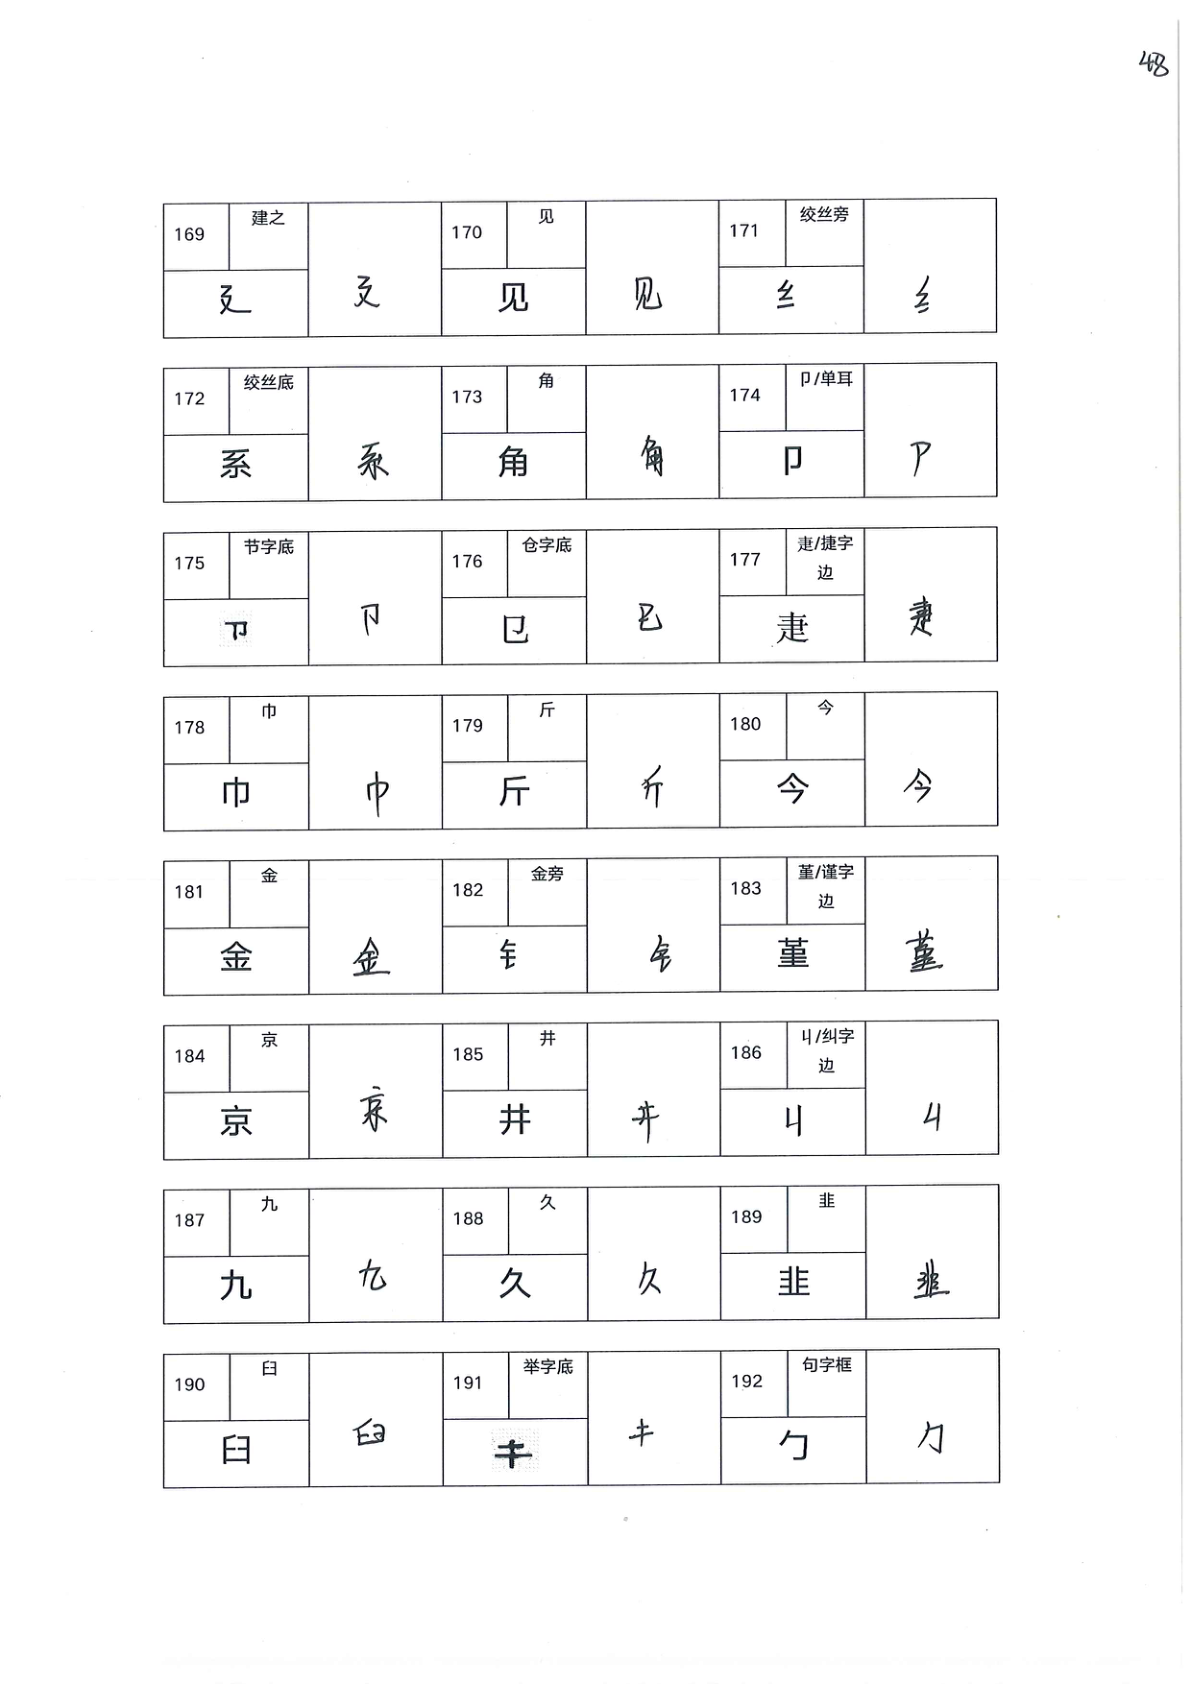 48
169 建之 170 见 171 绞丝旁
廴 廴 见 见 纟 纟
172 绞丝底 173 角 174 卩/单耳
系 系 角 角 卩 卩
175 节字底 176 仓字底 177 疌/捷字
边
卩 㔾 㔾 疌 疌
178 巾 179 斤 180 今
巾 巾 斤 斤 今 今
181 金 182 金旁 183 堇/谨字
边
金 金 钅 钅 堇 堇
184 京 185 井 186 丩/纠字
边
京 京 井 井 丩 丩
187 九 188 久 189 韭
九 九 久 久 韭 韭
190 臼 191 举字底 192 句字框
臼 臼 勹 勹